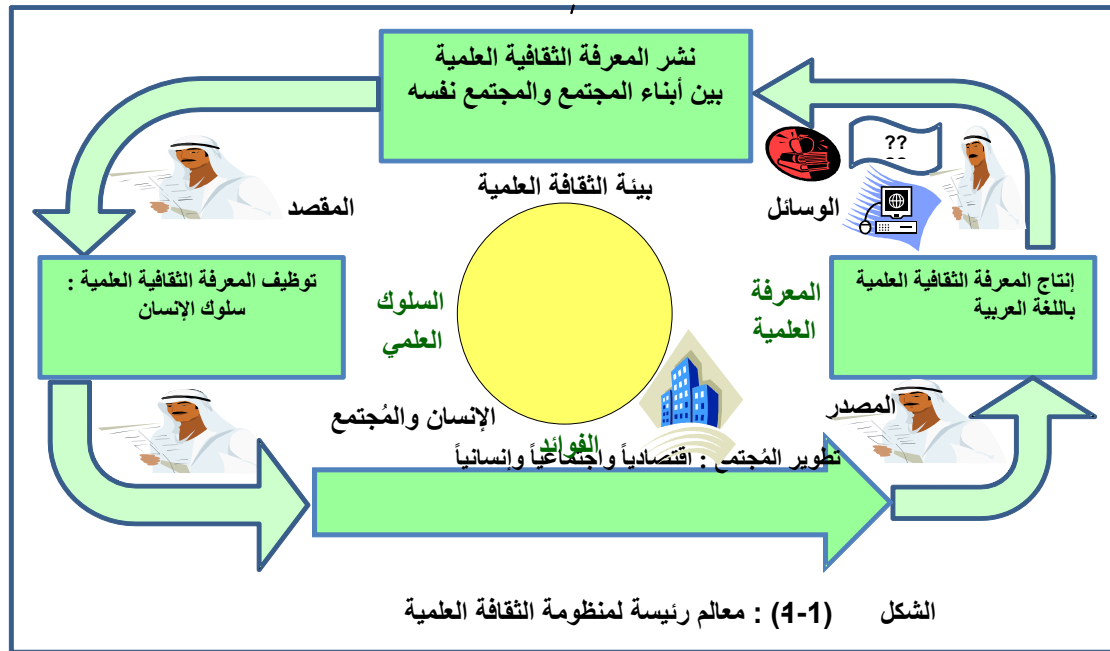 نشر المعرفة الثقافية العلمية
بين أبناء المجتمع والمجتمع نفسه
??
بيئة الثقافة العلمية
الوسائل
المقصد
إنتاج المعرفة الثقافية العلمية
باللغة العربية
المعرفة
العلمية
السلوك
العلمي
توظيف المعرفة الثقافية العلمية :
سلوك الإنسان
المصدر
الإنسان والمُجتمع
الفوائد
تطوير المُجتمع : اقتصادياً واجتماعياً وإنسانياً
الشكل (1-1) : معالم رئيسة لمنظومة الثقافة العلمية